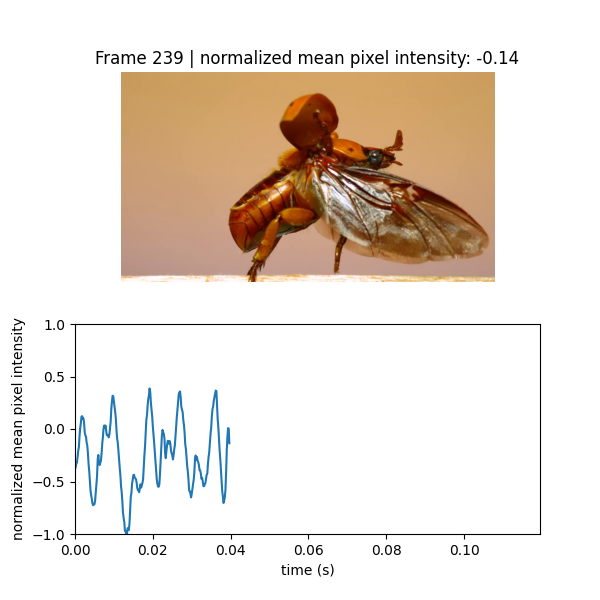 Frame 239 | normalized mean pixel intensity: -0.14
1.0
0.5
0.0
−0.5
−1.0
normalized mean pixel intensity
0.00 0.02 0.04 0.06 0.08 0.10
time (s)